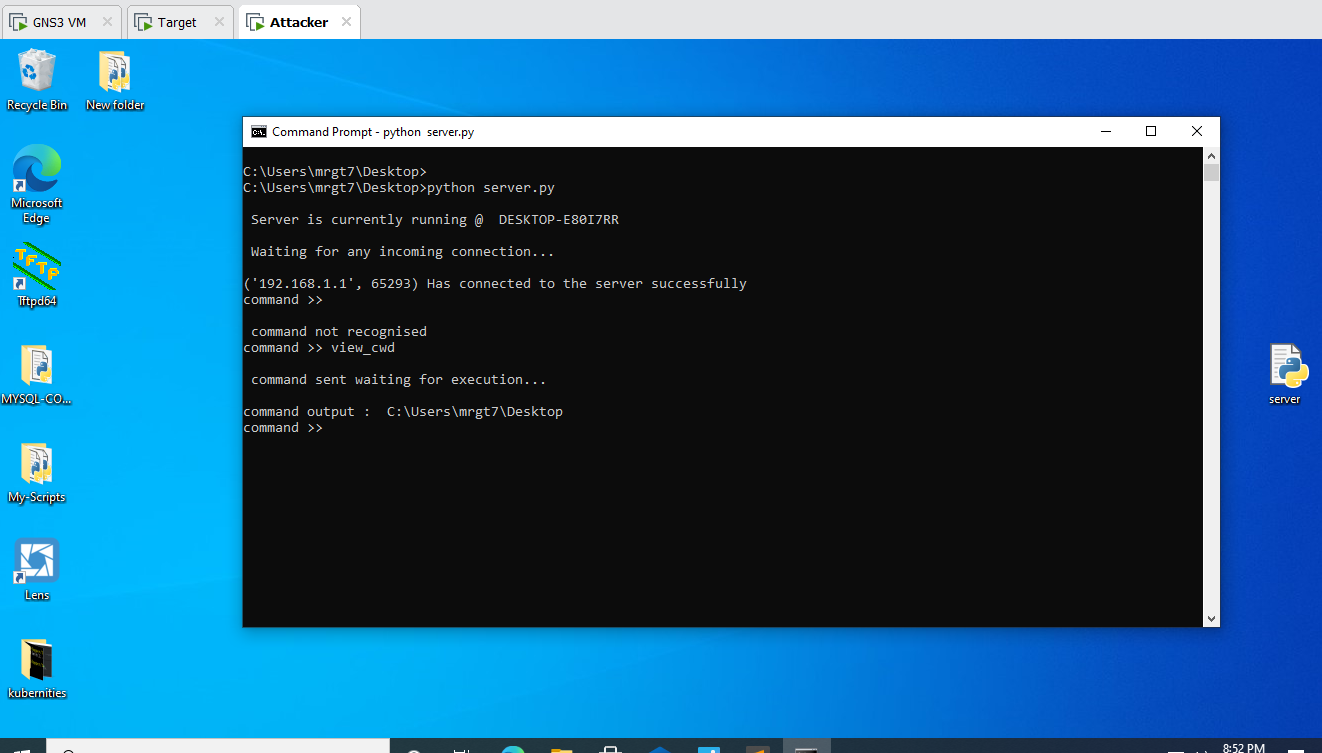 GNS3 VM
Target
Attacker
Recycle Bin
New folder
Microsoft
Edge
Tftpd64
MYSQL-CO...
My-Scripts
Lens
kubernities
Command Prompt - python  server.py
C:\Users\mrgt7\Desktop>
C:\Users\mrgt7\Desktop>python server.py
Server is currently running @  DESKTOP-E80I7RR
Waiting for any incoming connection...
('192.168.1.1', 65293) Has connected to the server successfully
command >>
command not recognised
command >> view_cwd
command sent waiting for execution...
command output :  C:\Users\mrgt7\Desktop
command >>
server
8:52 PM